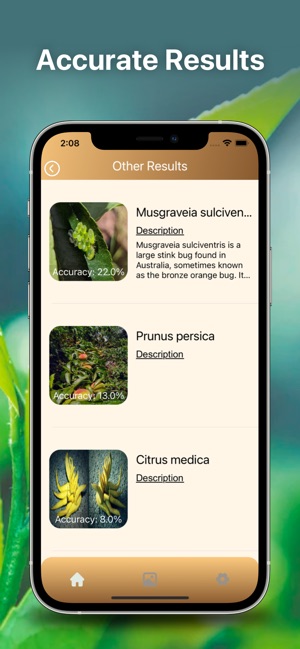 Accurate Results
2:08
Other Results
Musgraveia sulciven...
Description
Musgraveia sulciventris is a
large stink bug found in
Australia, sometimes known
as the bronze orange bug. It...
Accuracy: 22.0%
Prunus persica
Description
Accuracy: 13.0%
Citrus medica
Description
Accuracy: 8.0%